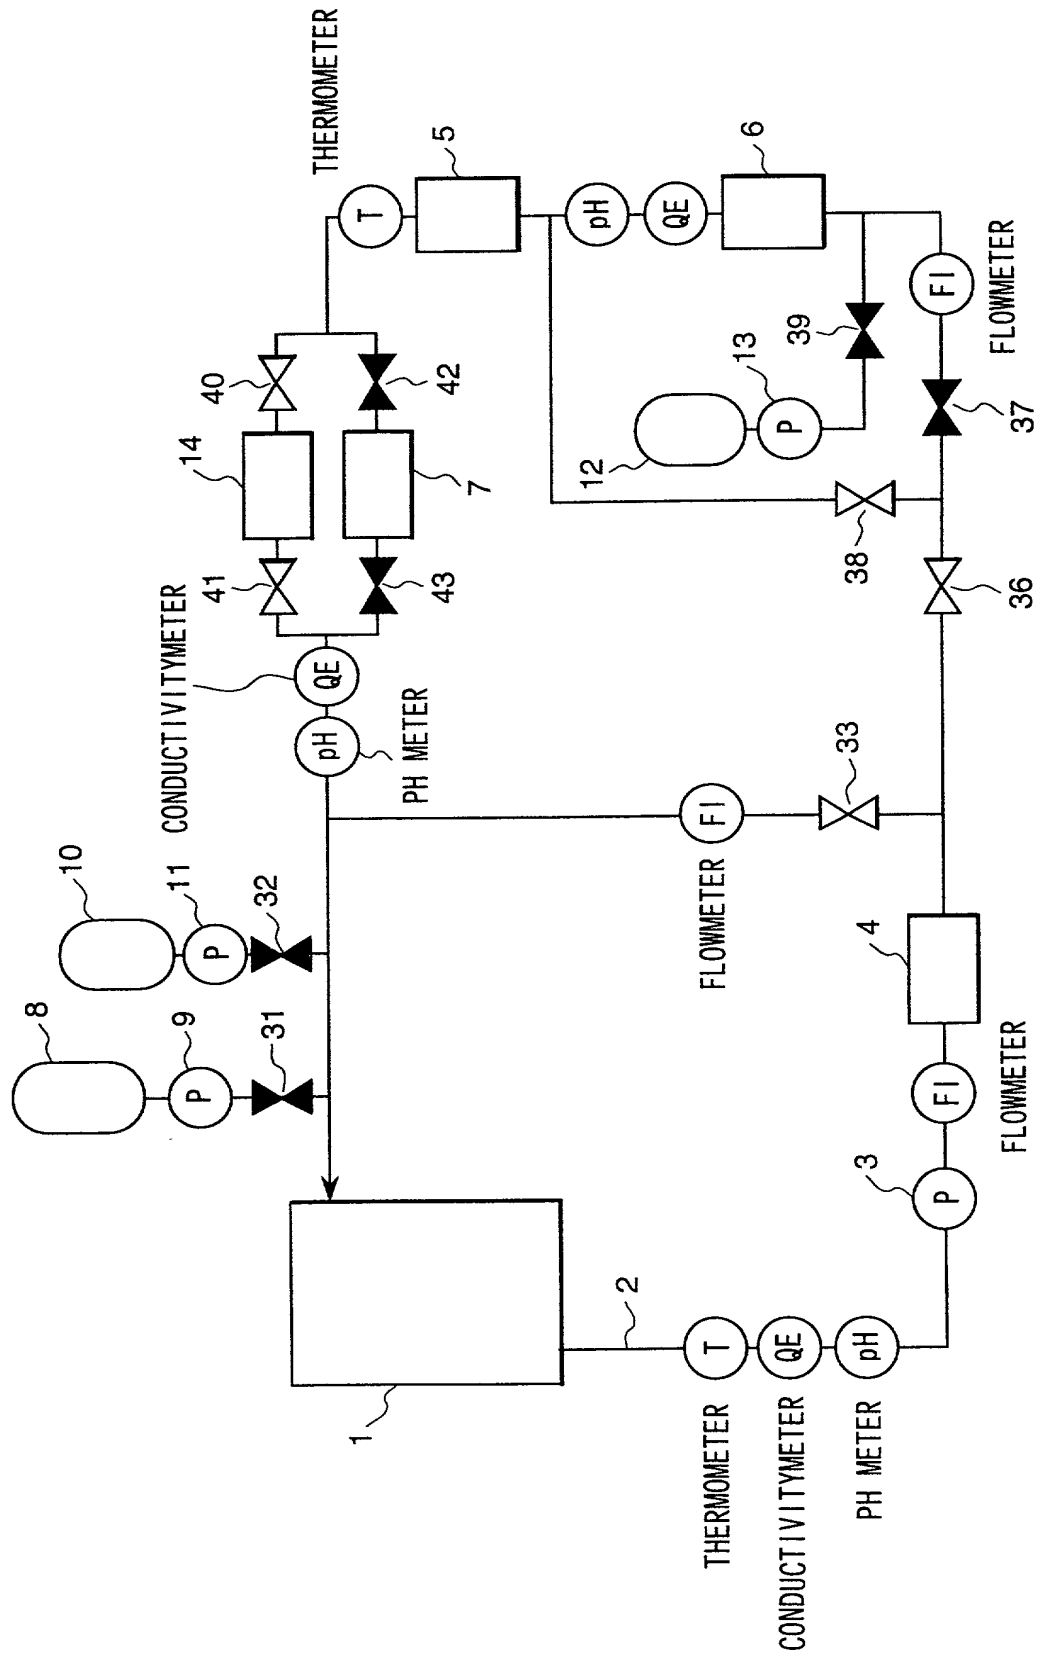 8
10
9
11
CONDUCTIVITYMETER
14
P
P
41
40
31
32
pH
QE
THERMOMETER
1
T
PH METER
43
42
5
7
2
12
pH
QE
THERMOMETER
T
FLOWMETER
FI
13
6
CONDUCTIVITYMETER
QE
P
39
PH METER
pH
3
4
33
38
P
FI
FI
FLOWMETER
36
37
FLOWMETER